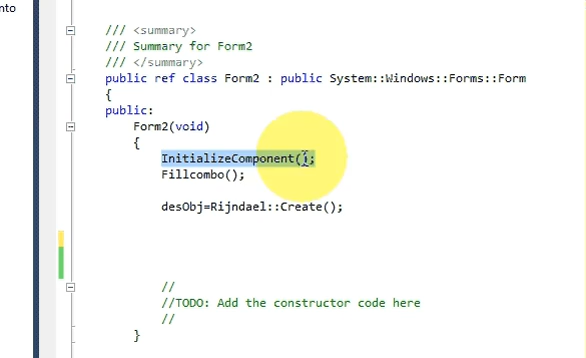 nto
/// <summary>
/// Summary for Form2
/// </summary>
public ref class Form2 : public System::Windows::Forms::Form
{
public:
Form2(void)
{
InitializeComponent();
Fillcombo();
desObj=Rijndael::Create();
//
//TODO: Add the constructor code here
//
}